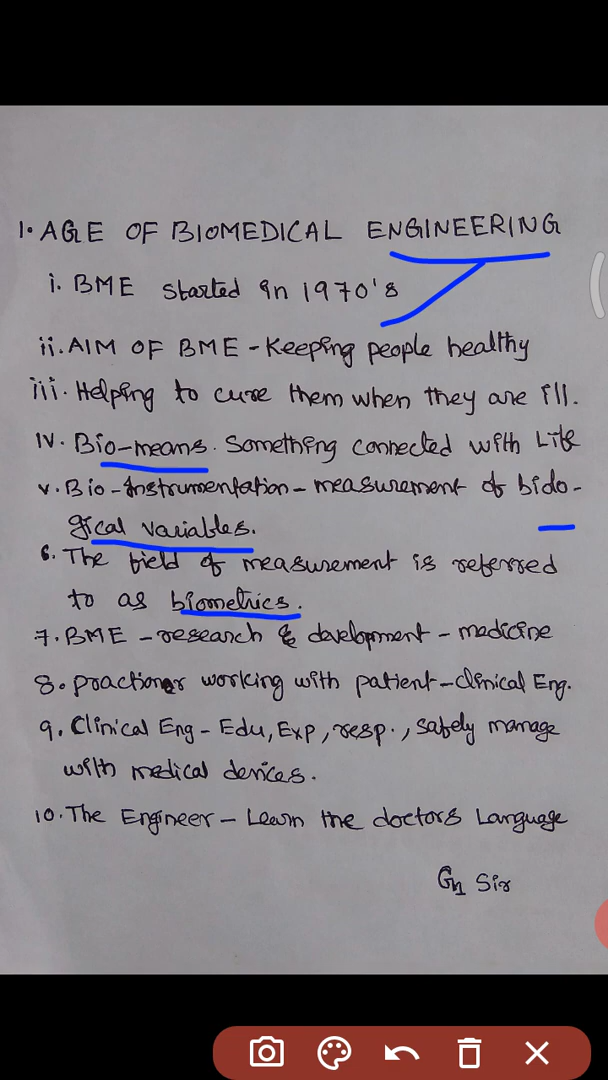 1. AGE OF BIOMEDICAL ENGINEERING
i. BME started in 1970's
ii. AIM OF BME - Keeping people healthy
iii. Helping to cure them when they are ill.
iv. Bio-means. Something connected with Life
v. Bio-Instrumentation - measurement of biolo-
gical variables.
6. The field of measurement is referred
to as biometrics.
7. BME - research & development - medicine
8. Practioner working with patient - clinical Eng.
9. Clinical Eng - Edu, Exp, resp., Safely manage
with medical devices.
10. The Engineer - Learn the doctors Language
Gn Sir